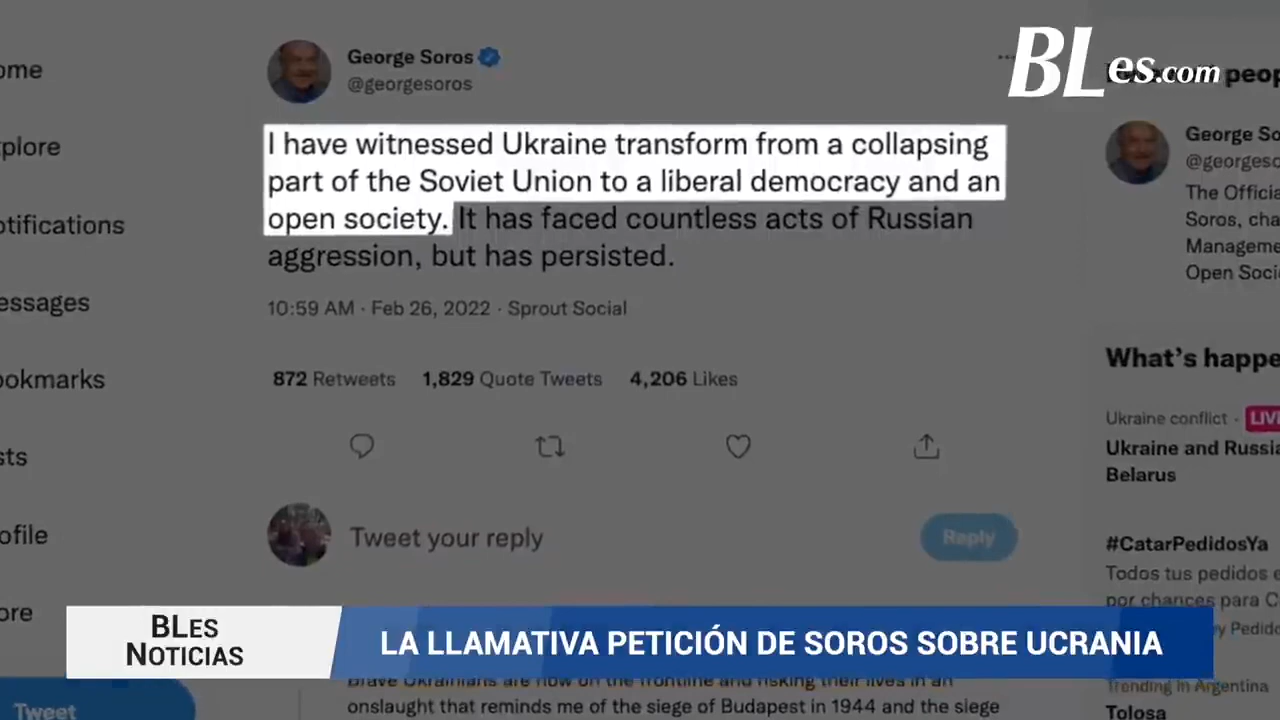 BLes.com
George Soros
@georgesoros
I have witnessed Ukraine transform from a collapsing
part of the Soviet Union to a liberal democracy and an
open society. It has faced countless acts of Russian
aggression, but has persisted.
10:59 AM · Feb 26, 2022 · Sprout Social
872 Retweets 1,829 Quote Tweets 4,206 Likes
Tweet your reply
Reply
George So
@georgeso
The Officia
Soros, cha
Manageme
Open Soci
What's happe
Ukraine conflict · LIV
Ukraine and Russia
Belarus
#CatarPedidosYa
Todos tus pedidos e
por chances para C
Trending in Argentina
Tolosa
ome
plore
otifications
essages
ookmarks
sts
ofile
ore
Tweet
BLES
NOTICIAS
LA LLAMATIVA PETICIÓN DE SOROS SOBRE UCRANIA
Brave Ukrainians are now on the frontline and risking their lives in an
onslaught that reminds me of the siege of Budapest in 1944 and the siege